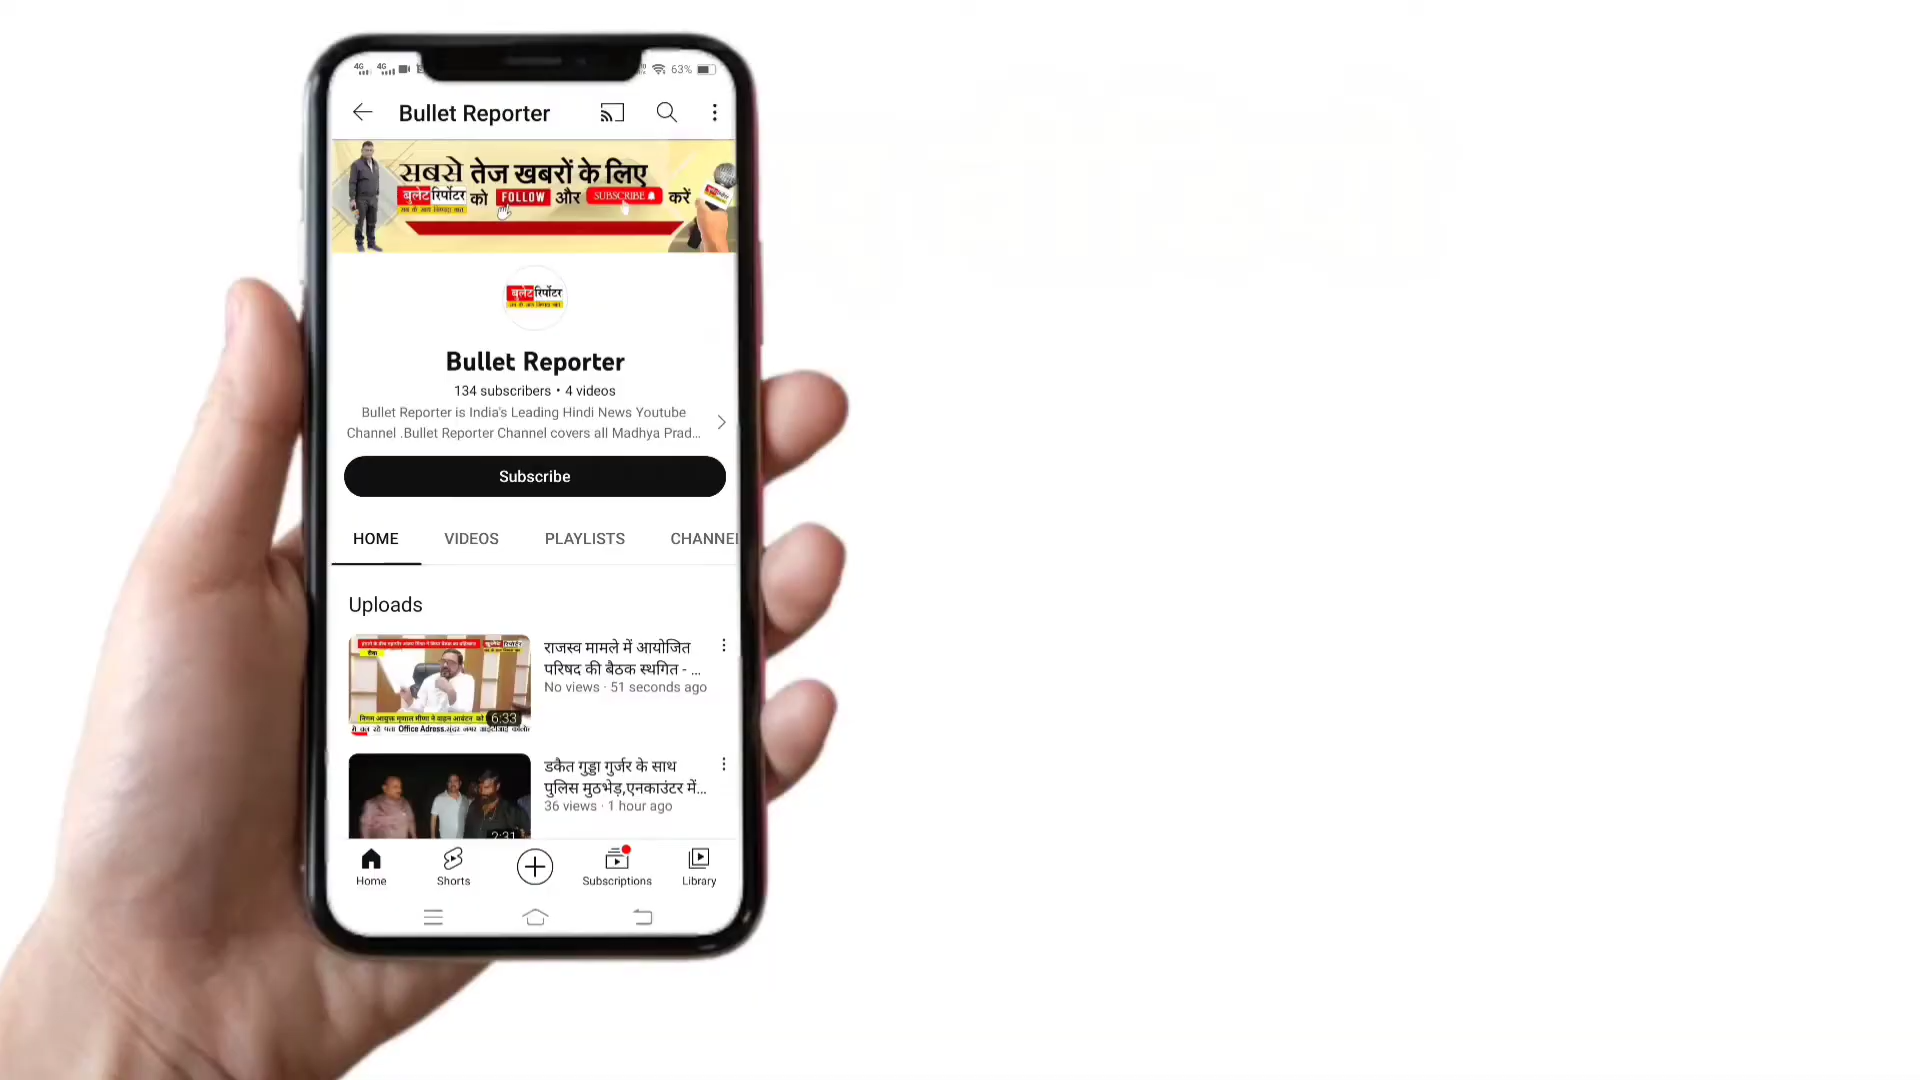 4G 4G 63%
Bullet Reporter
सबसे तेज खबरों के लिए
बुलेट रिपोर्टर को FOLLOW और SUBSCRIBE करें
बुलेट रिपोर्टर
Bullet Reporter
134 subscribers • 4 videos
Bullet Reporter is India's Leading Hindi News Youtube
Channel .Bullet Reporter Channel covers all Madhya Prad...
Subscribe
HOME VIDEOS PLAYLISTS CHANNEL
Uploads
राजस्व मामले में आयोजित
परिषद की बैठक स्थगित - ...
No views · 51 seconds ago
रीवा
6:33
Office Adress
डकैत गुड्डा गुर्जर के साथ
पुलिस मुठभेड़,एनकाउंटर में...
36 views · 1 hour ago
2:31
Home Shorts Subscriptions Library